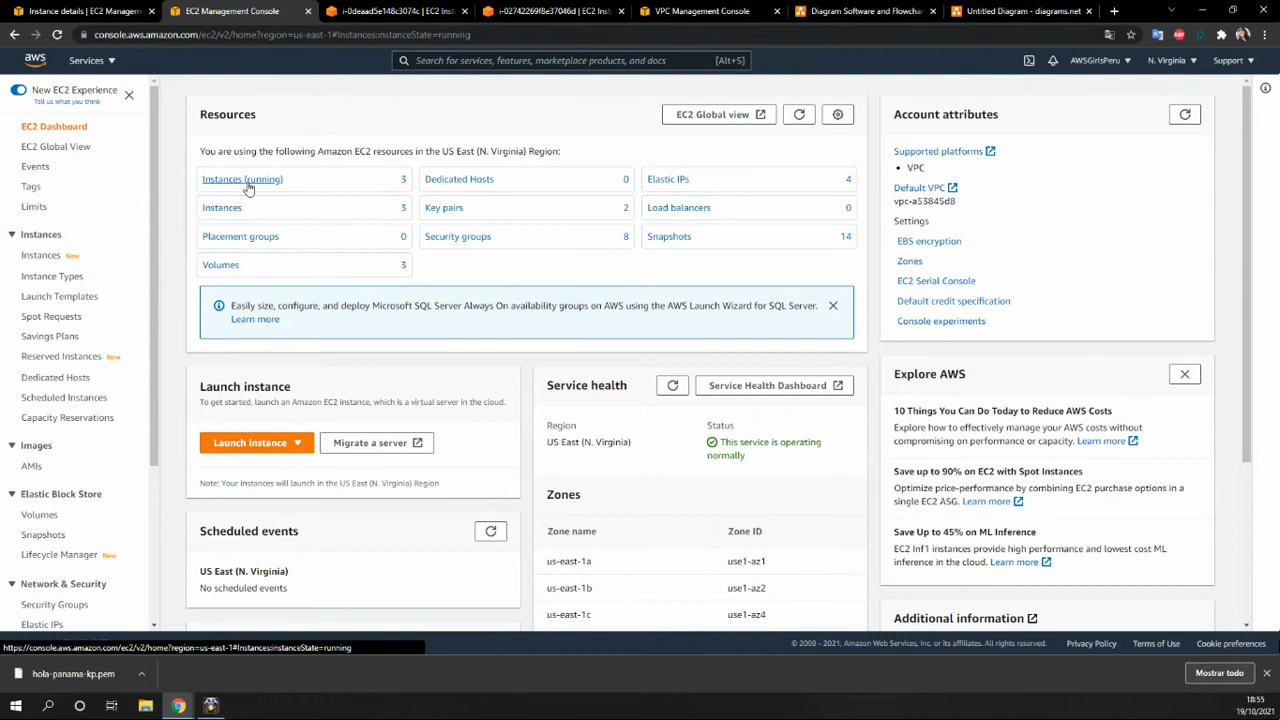 Instance details | EC2 Managem
EC2 Management Console
i-0deaad5e148c3074c | EC2 Inst
i-02742269f8e37046d | EC2 Inst
VPC Management Console
Diagram Software and Flowchar
Untitled Diagram - diagrams.net
console.aws.amazon.com/ec2/v2/home?region=us-east-1#Instances:instanceState=running
aws
Services
Search for services, features, marketplace products, and docs
[Alt+S]
AWSGirlsPeru
N. Virginia
Support
New EC2 Experience
Tell us what you think
EC2 Dashboard
EC2 Global View
Events
Tags
Limits
Instances
Instances New
Instance Types
Launch Templates
Spot Requests
Savings Plans
Reserved Instances New
Dedicated Hosts
Scheduled Instances
Capacity Reservations
Images
AMIs
Elastic Block Store
Volumes
Snapshots
Lifecycle Manager New
Network & Security
Security Groups
Elastic IPs
Resources
EC2 Global view
You are using the following Amazon EC2 resources in the US East (N. Virginia) Region:
Instances (running) 3
Dedicated Hosts 0
Elastic IPs 4
Instances 3
Key pairs 2
Load balancers 0
Placement groups 0
Security groups 8
Snapshots 14
Volumes 3
Easily size, configure, and deploy Microsoft SQL Server Always On availability groups on AWS using the AWS Launch Wizard for SQL Server.
Learn more
Launch instance
To get started, launch an Amazon EC2 instance, which is a virtual server in the cloud.
Launch instance
Migrate a server
Note: Your instances will launch in the US East (N. Virginia) Region
Scheduled events
US East (N. Virginia)
No scheduled events
Service health
Service Health Dashboard
Region
US East (N. Virginia)
Status
This service is operating
normally
Zones
Zone name
Zone ID
us-east-1a
use1-az1
us-east-1b
use1-az2
us-east-1c
use1-az4
Account attributes
Supported platforms
VPC
Default VPC
vpc-a53845d8
Settings
EBS encryption
Zones
EC2 Serial Console
Default credit specification
Console experiments
Explore AWS
10 Things You Can Do Today to Reduce AWS Costs
Explore how to effectively manage your AWS costs without
compromising on performance or capacity. Learn more
Save up to 90% on EC2 with Spot Instances
Optimize price-performance by combining EC2 purchase options in
a single EC2 ASG. Learn more
Save Up to 45% on ML Inference
EC2 Inf1 instances provide high performance and lowest cost ML
inference in the cloud. Learn more
Additional information
https://console.aws.amazon.com/ec2/v2/home?region=us-east-1#Instances:instanceState=running
© 2008 - 2021, Amazon Web Services, Inc. or its affiliates. All rights reserved.
Privacy Policy
Terms of Use
Cookie preferences
hola-panama-kp.pem
Mostrar todo
18:55
19/10/2021